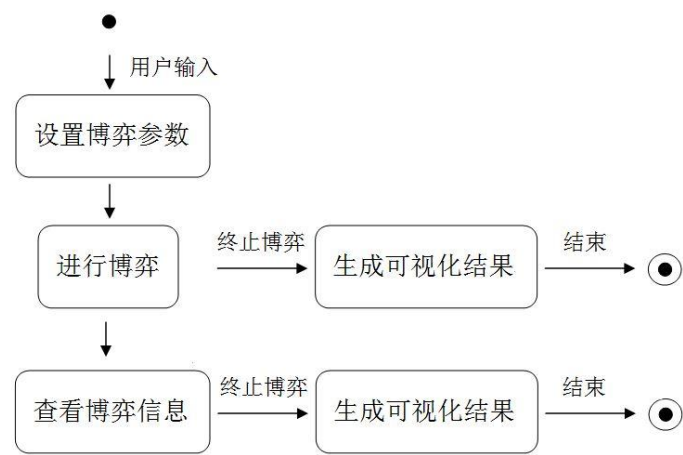 用户输入
设置博弈参数
终止博弈
结束
进行博弈
生成可视化结果
终止博弈
结束
查看博弈信息
生成可视化结果